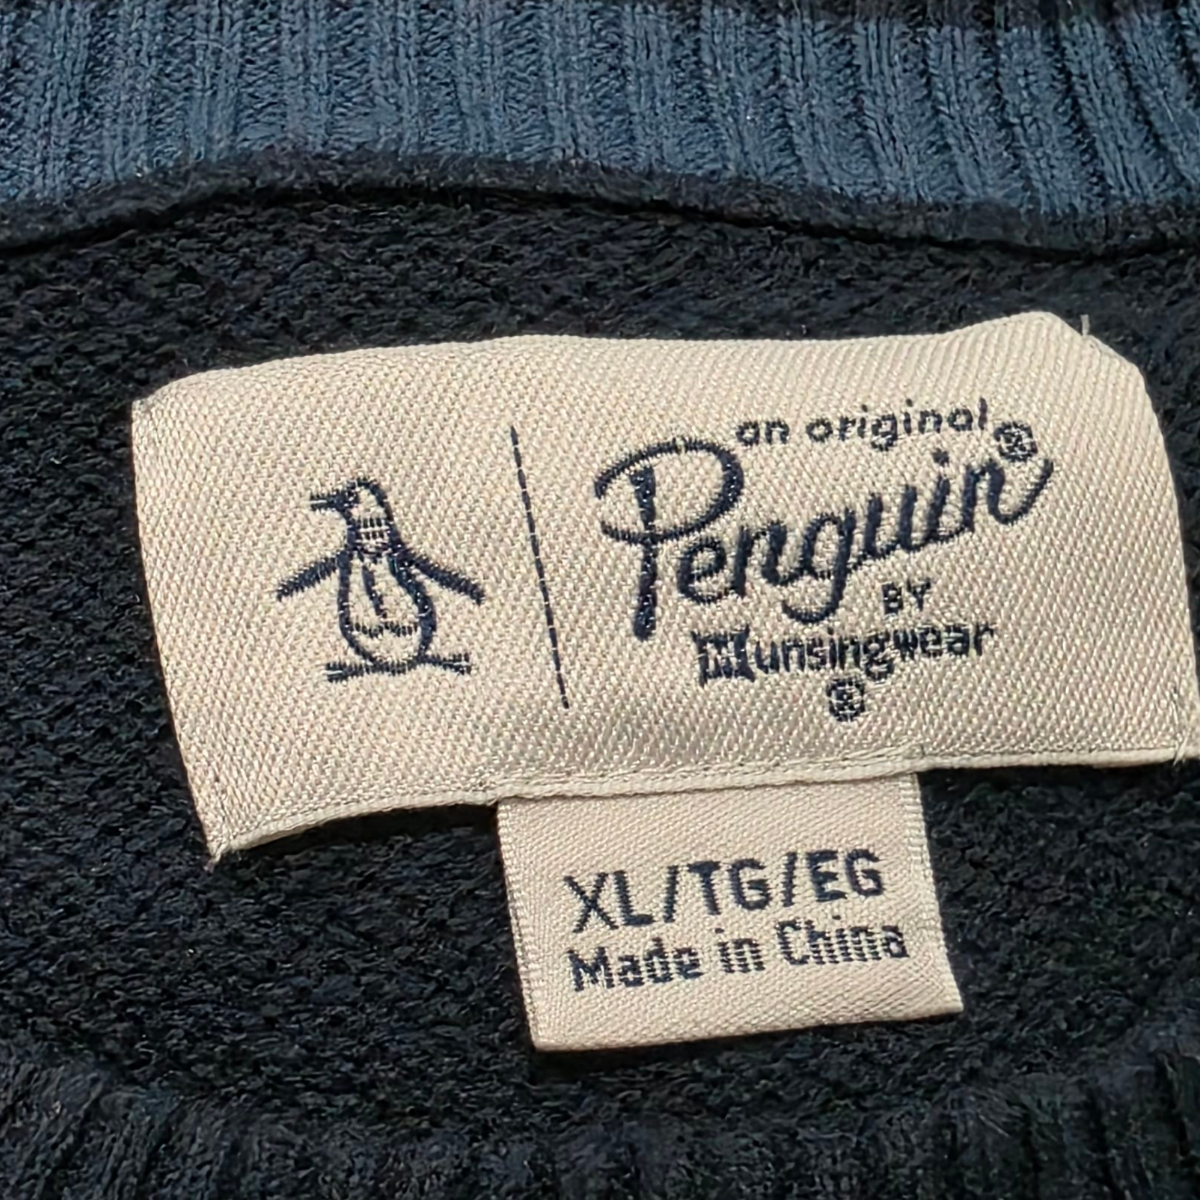 an original
Penguin®
BY
Munsingwear
®
XL/TG/EG
Made in China